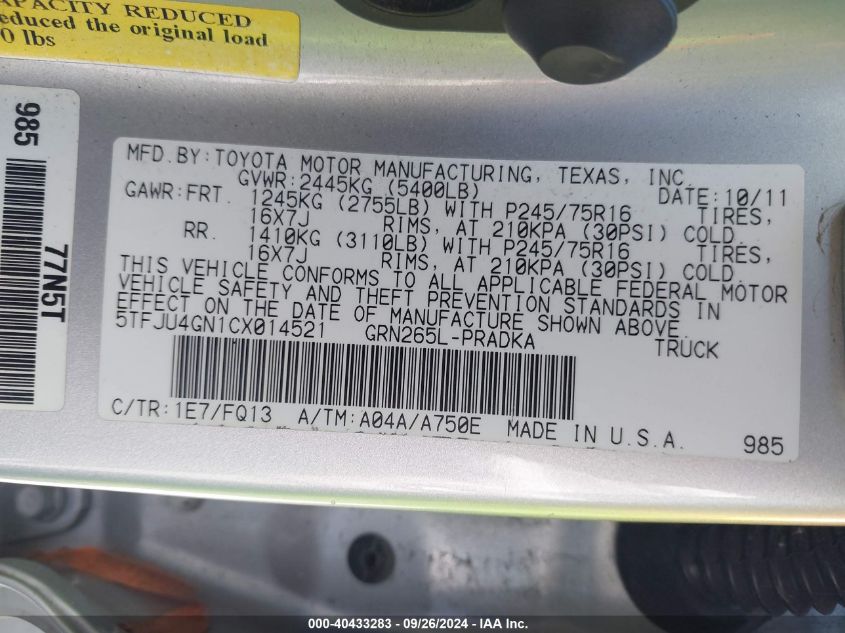 APACITY REDUCED
educed the original load
0 lbs
985
77N5T
MFD.BY:TOYOTA MOTOR MANUFACTURING, TEXAS, INC.
GVWR:2445KG (5400LB) DATE:10/11
GAWR:FRT. 1245KG (2755LB) WITH P245/75R16 TIRES,
16X7J RIMS, AT 210KPA (30PSI) COLD.
RR. 1410KG (3110LB) WITH P245/75R16 TIRES,
16X7J RIMS, AT 210KPA (30PSI) COLD.
THIS VEHICLE CONFORMS TO ALL APPLICABLE FEDERAL MOTOR
VEHICLE SAFETY AND THEFT PREVENTION STANDARDS IN
EFFECT ON THE DATE OF MANUFACTURE SHOWN ABOVE.
5TFJU4GN1CX014521 GRN265L-PRADKA TRUCK
C/TR:1E7/FQ13 A/TM:A04A/A750E MADE IN U.S.A. 985
000-40433283 - 09/26/2024 - IAA Inc.